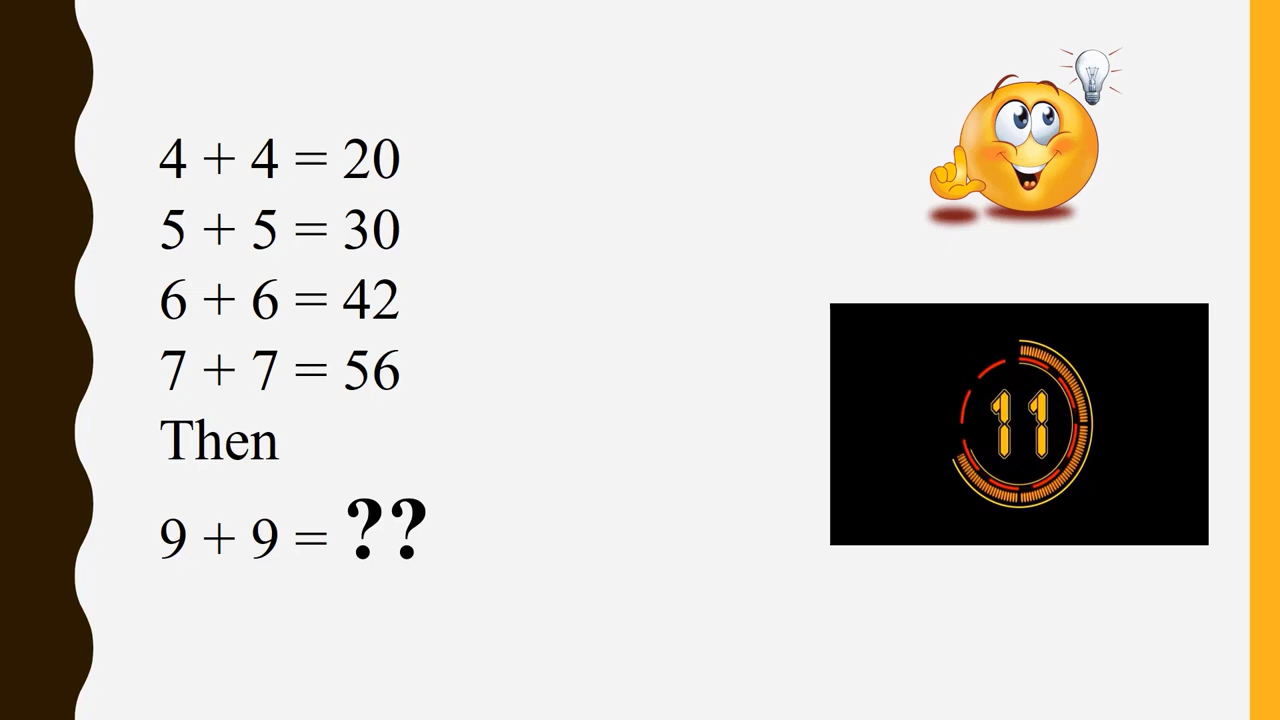 4 + 4 = 20
5 + 5 = 30
6 + 6 = 42
7 + 7 = 56
Then
9 + 9 = ??
11